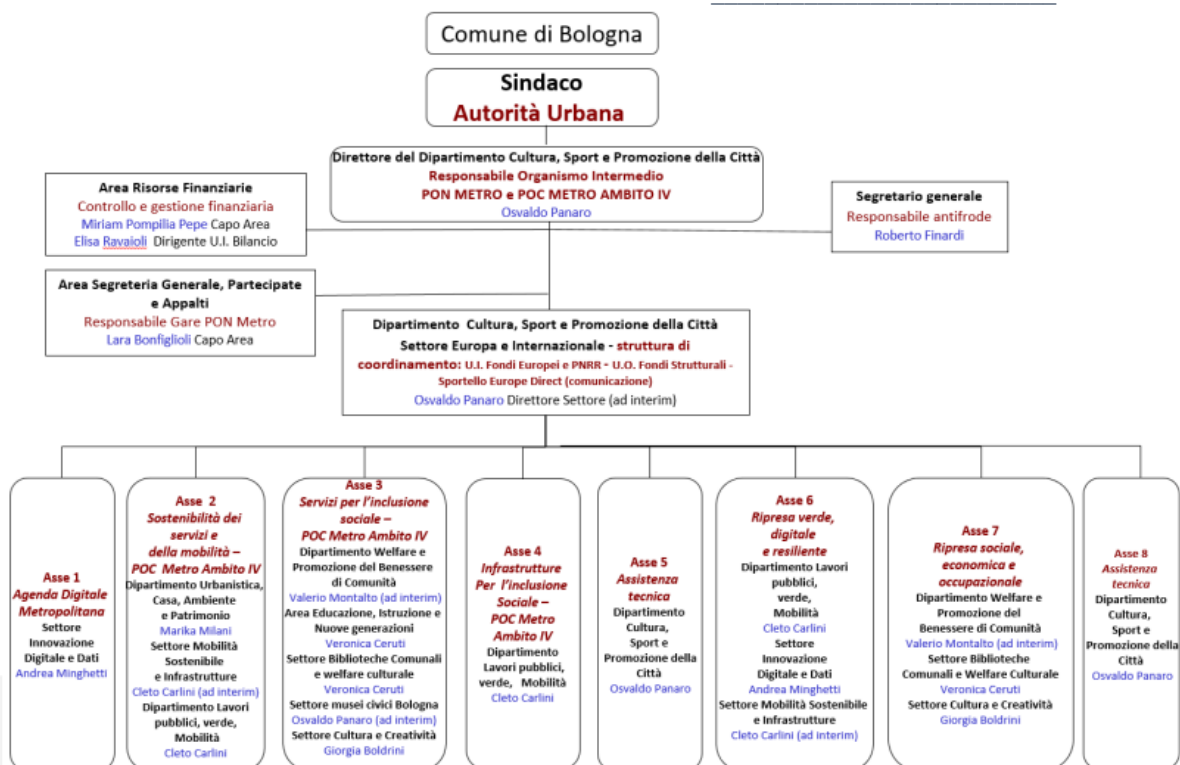 Comune di Bologna
Sindaco
Autorità Urbana
Direttore del Dipartimento Cultura, Sport e Promozione della Città
Responsabile Organismo Intermedio
PON METRO e POC METRO AMBITO IV
Osvaldo Panaro
Area Risorse Finanziarie
Controllo e gestione finanziaria
Miriam Pompilia Pepe Capo Area
Elisa Ravaioli Dirigente U.I. Bilancio
Segretario generale
Responsabile antifrode
Roberto Finardi
Area Segreteria Generale, Partecipate
e Appalti
Responsabile Gare PON Metro
Lara Bonfiglioli Capo Area
Dipartimento Cultura, Sport e Promozione della Città
Settore Europa e Internazionale - struttura di
coordinamento: U.I. Fondi Europei e PNRR - U.O. Fondi Strutturali -
Sportello Europe Direct (comunicazione)
Osvaldo Panaro Direttore Settore (ad interim)
Asse 1
Agenda Digitale
Metropolitana
Settore
Innovazione
Digitale e Dati
Andrea Minghetti
Asse 2
Sostenibilità dei
servizi e
della mobilità –
POC Metro Ambito IV
Dipartimento Urbanistica,
Casa, Ambiente
e Patrimonio
Marika Milani
Settore Mobilità
Sostenibile
e Infrastrutture
Cleto Carlini (ad interim)
Dipartimento Lavori
pubblici, verde,
Mobilità
Cleto Carlini
Asse 3
Servizi per l’inclusione
sociale –
POC Metro Ambito IV
Dipartimento Welfare e
Promozione del Benessere
di Comunità
Valerio Montalto (ad interim)
Area Educazione, Istruzione e
Nuove generazioni
Veronica Ceruti
Settore Biblioteche Comunali
e welfare culturale
Veronica Ceruti
Settore musei civici Bologna
Osvaldo Panaro (ad interim)
Settore Cultura e Creatività
Giorgia Boldrini
Asse 4
Infrastrutture
Per l’inclusione
Sociale –
POC Metro
Ambito IV
Dipartimento
Lavori pubblici,
verde, Mobilità
Cleto Carlini
Asse 5
Assistenza
tecnica
Dipartimento
Cultura,
Sport e
Promozione della
Città
Osvaldo Panaro
Asse 6
Ripresa verde,
digitale
e resiliente
Dipartimento Lavori
pubblici,
verde,
Mobilità
Cleto Carlini
Settore
Innovazione
Digitale e Dati
Andrea Minghetti
Settore Mobilità Sostenibile
e Infrastrutture
Cleto Carlini (ad interim)
Asse 7
Ripresa sociale,
economica e
occupazionale
Dipartimento Welfare e
Promozione del
Benessere di Comunità
Valerio Montalto (ad interim)
Settore Biblioteche
Comunali e Welfare Culturale
Veronica Ceruti
Settore Cultura e Creatività
Giorgia Boldrini
Asse 8
Assistenza
tecnica
Dipartimento
Cultura,
Sport e
Promozione della
Città
Osvaldo Panaro